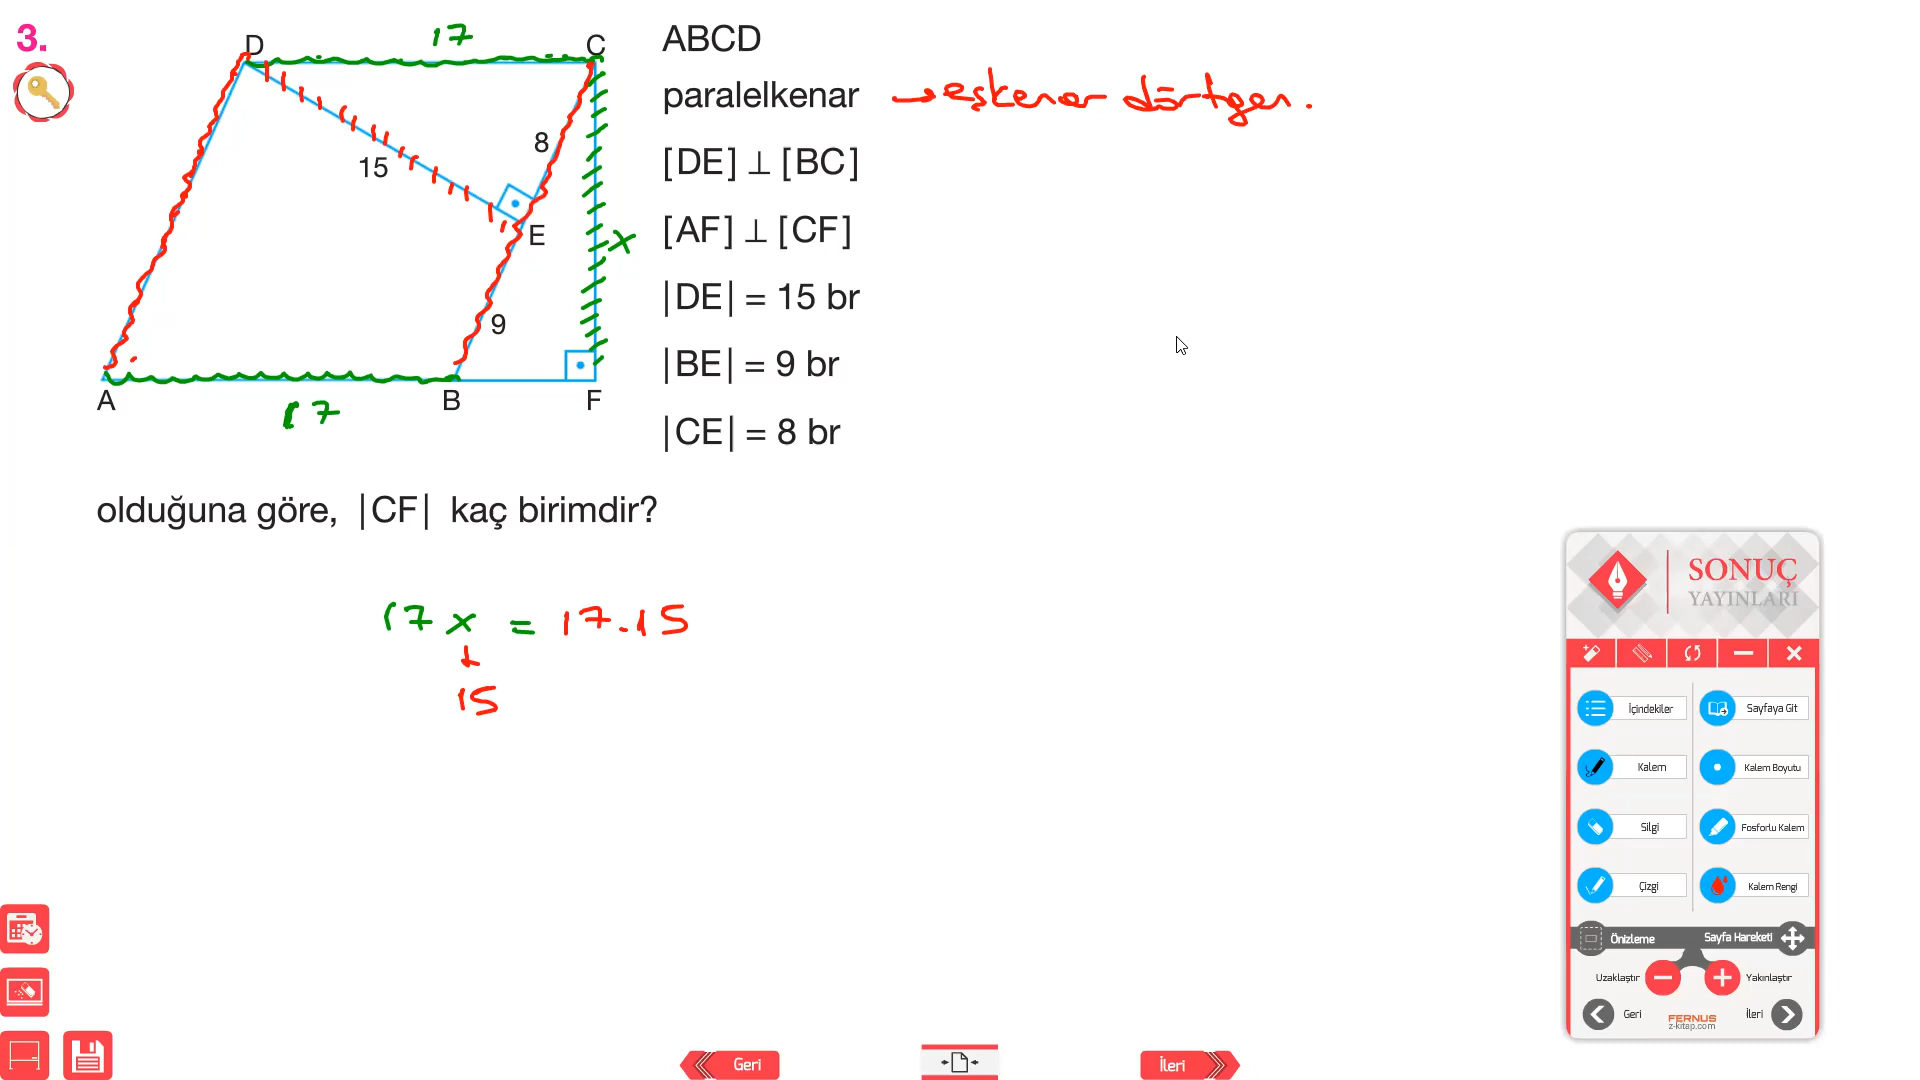 3.
D
17
C
ABCD
paralelkenar → eşkenar dörtgen.
8
15
[DE] ⊥ [BC]
E
x
[AF] ⊥ [CF]
|DE| = 15 br
9
|BE| = 9 br
A
17
B
F
|CE| = 8 br
olduğuna göre, |CF| kaç birimdir?
17x = 17.15
15
SONUÇ
YAYINLARI
İçindekiler
Sayfaya Git
Kalem
Kalem Boyutu
Silgi
Fosforlu Kalem
Çizgi
Kalem Rengi
Önizleme
Sayfa Hareketi
Uzaklaştır
Yakınlaştır
Geri
FERNUS
z-kitap.com
İleri
Geri
İleri